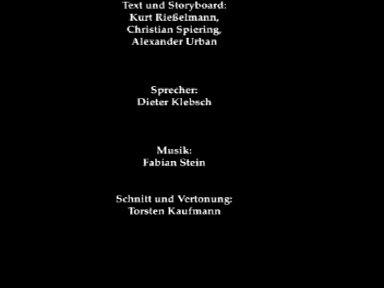 Text und Storyboard:
Kurt Rießelmann,
Christian Spiering,
Alexander Urban
Sprecher:
Dieter Klebsch
Musik:
Fabian Stein
Schnitt und Vertonung:
Torsten Kaufmann